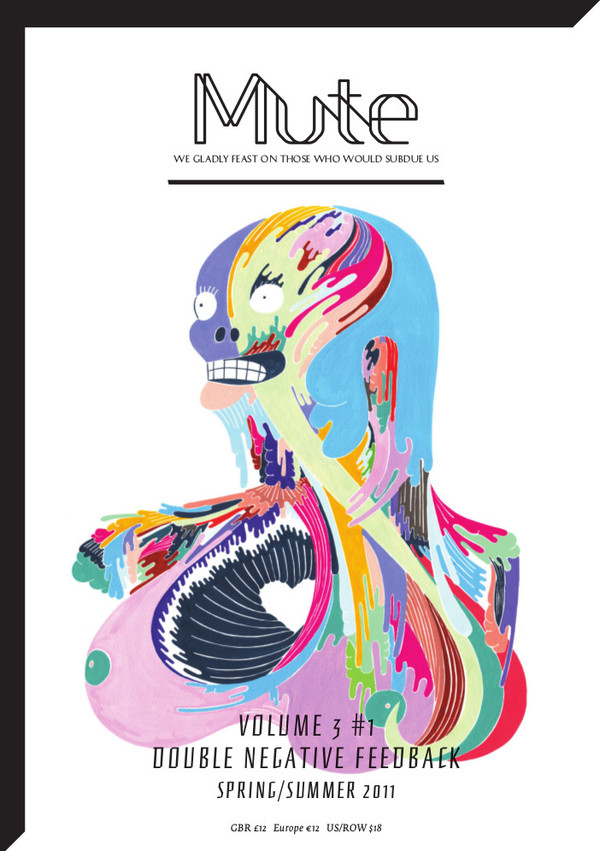 Mute
WE GLADLY FEAST ON THOSE WHO WOULD SUBDUE US
VOLUME 3 #1
DOUBLE NEGATIVE FEEDBACK
SPRING/SUMMER 2011
GBR £12 Europe €12 US/ROW $18